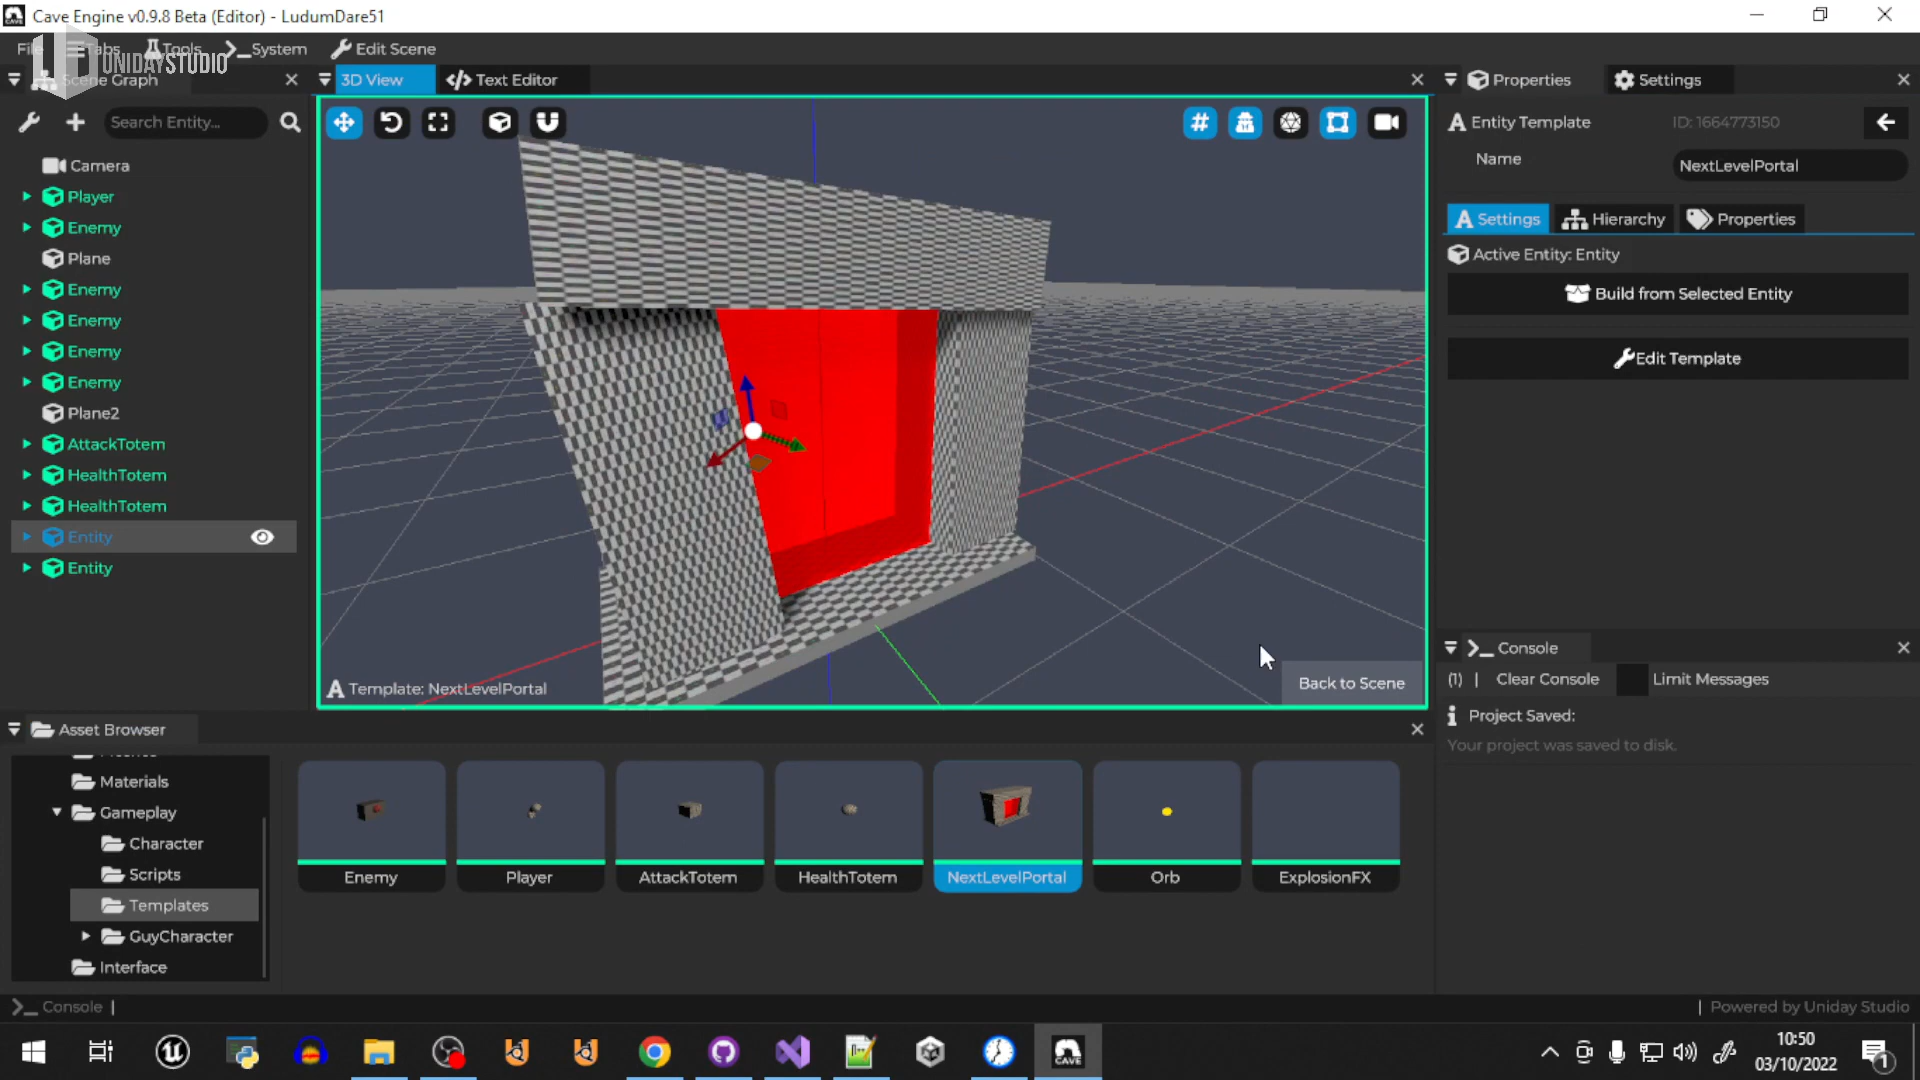 Cave Engine v0.9.8 Beta (Editor) - LudumDare51
File
Tabs
Tools
System
Edit Scene
UNIDAYSTUDIO
Scene Graph
3D View
Text Editor
Properties
Settings
Search Entity...
Camera
Player
Enemy
Plane
Enemy
Enemy
Enemy
Enemy
Plane2
AttackTotem
HealthTotem
HealthTotem
Entity
Entity
Template: NextLevelPortal
Back to Scene
Entity Template
ID: 1664773150
Name
NextLevelPortal
Settings
Hierarchy
Properties
Active Entity: Entity
Build from Selected Entity
Edit Template
Console
(1) | Clear Console
Limit Messages
Project Saved:
Your project was saved to disk.
Asset Browser
Materials
Gameplay
Character
Scripts
Templates
GuyCharacter
Interface
Enemy
Player
AttackTotem
HealthTotem
NextLevelPortal
Orb
ExplosionFX
Console |
| Powered by Uniday Studio
CAVE
10:50
03/10/2022
1